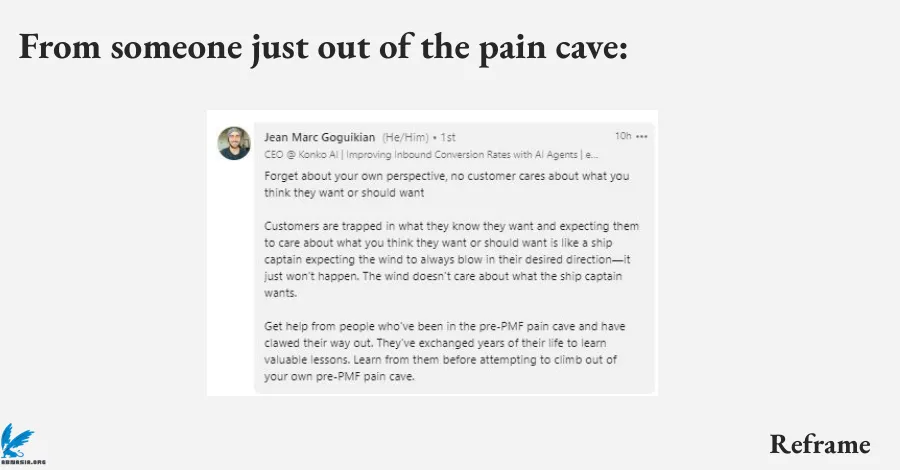 From someone just out of the pain cave:
Jean Marc Goguikian (He/Him) • 1st
10h •••
CEO @ Konko AI | Improving Inbound Conversion Rates with AI Agents | e...
Forget about your own perspective, no customer cares about what you
think they want or should want
Customers are trapped in what they know they want and expecting them
to care about what you think they want or should want is like a ship
captain expecting the wind to always blow in their desired direction—it
just won't happen. The wind doesn't care about what the ship captain
wants.
Get help from people who've been in the pre-PMF pain cave and have
clawed their way out. They've exchanged years of their life to learn
valuable lessons. Learn from them before attempting to climb out of
your own pre-PMF pain cave.
Reframe